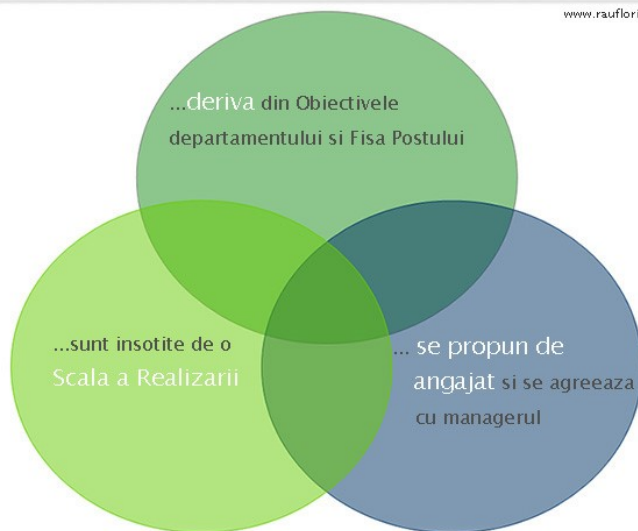 www.rauflori
...deriva din Obiectivele
departamentului si Fisa Postului
...sunt insotite de o
Scala a Realizarii
... se propun de
angajat si se agreeaza
cu managerul